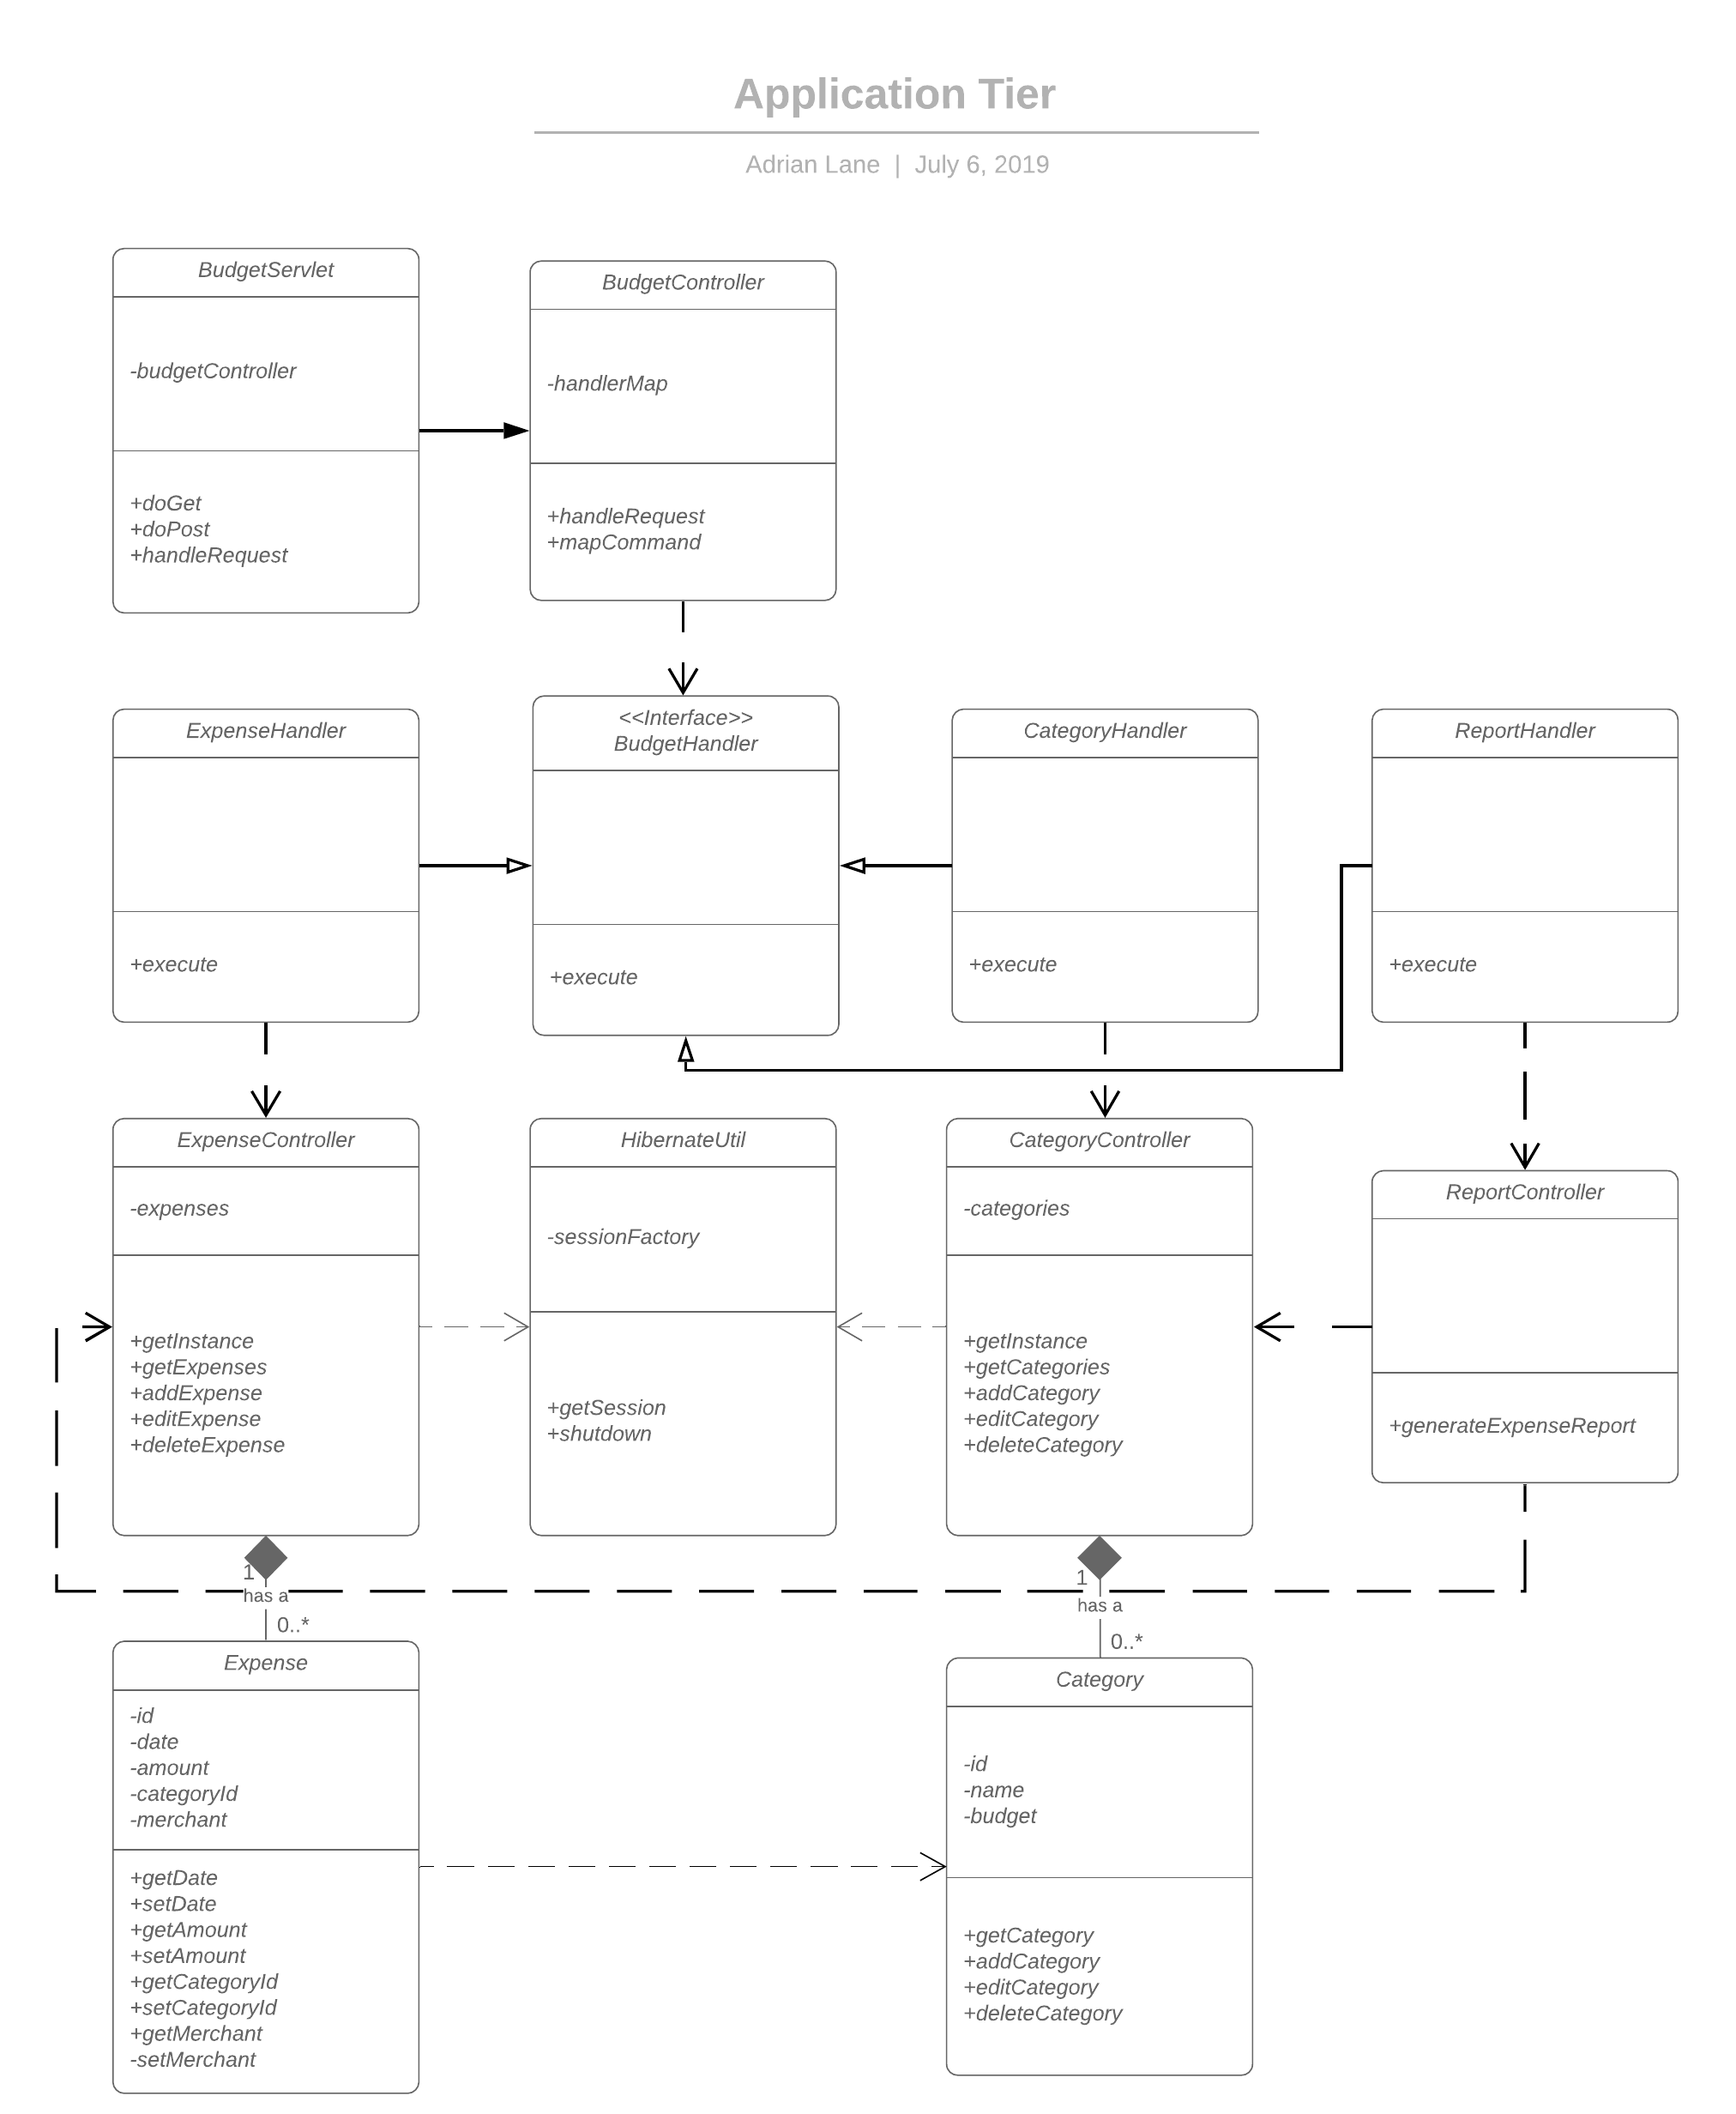 Application Tier
Adrian Lane | July 6, 2019
BudgetServlet
-budgetController
+doGet
+doPost
+handleRequest
BudgetController
-handlerMap
+handleRequest
+mapCommand
ExpenseHandler
+execute
<<Interface>>
BudgetHandler
+execute
CategoryHandler
+execute
ReportHandler
+execute
ExpenseController
-expenses
+getInstance
+getExpenses
+addExpense
+editExpense
+deleteExpense
HibernateUtil
-sessionFactory
+getSession
+shutdown
CategoryController
-categories
+getInstance
+getCategories
+addCategory
+editCategory
+deleteCategory
ReportController
+generateExpenseReport
1
has a
0..*
1
has a
0..*
Expense
-id
-date
-amount
-categoryId
-merchant
+getDate
+setDate
+getAmount
+setAmount
+getCategoryId
+setCategoryId
+getMerchant
-setMerchant
Category
-id
-name
-budget
+getCategory
+addCategory
+editCategory
+deleteCategory